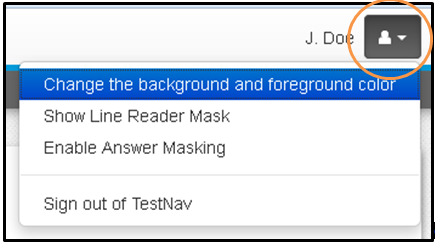 J. Doe
Change the background and foreground color
Show Line Reader Mask
Enable Answer Masking
Sign out of TestNav